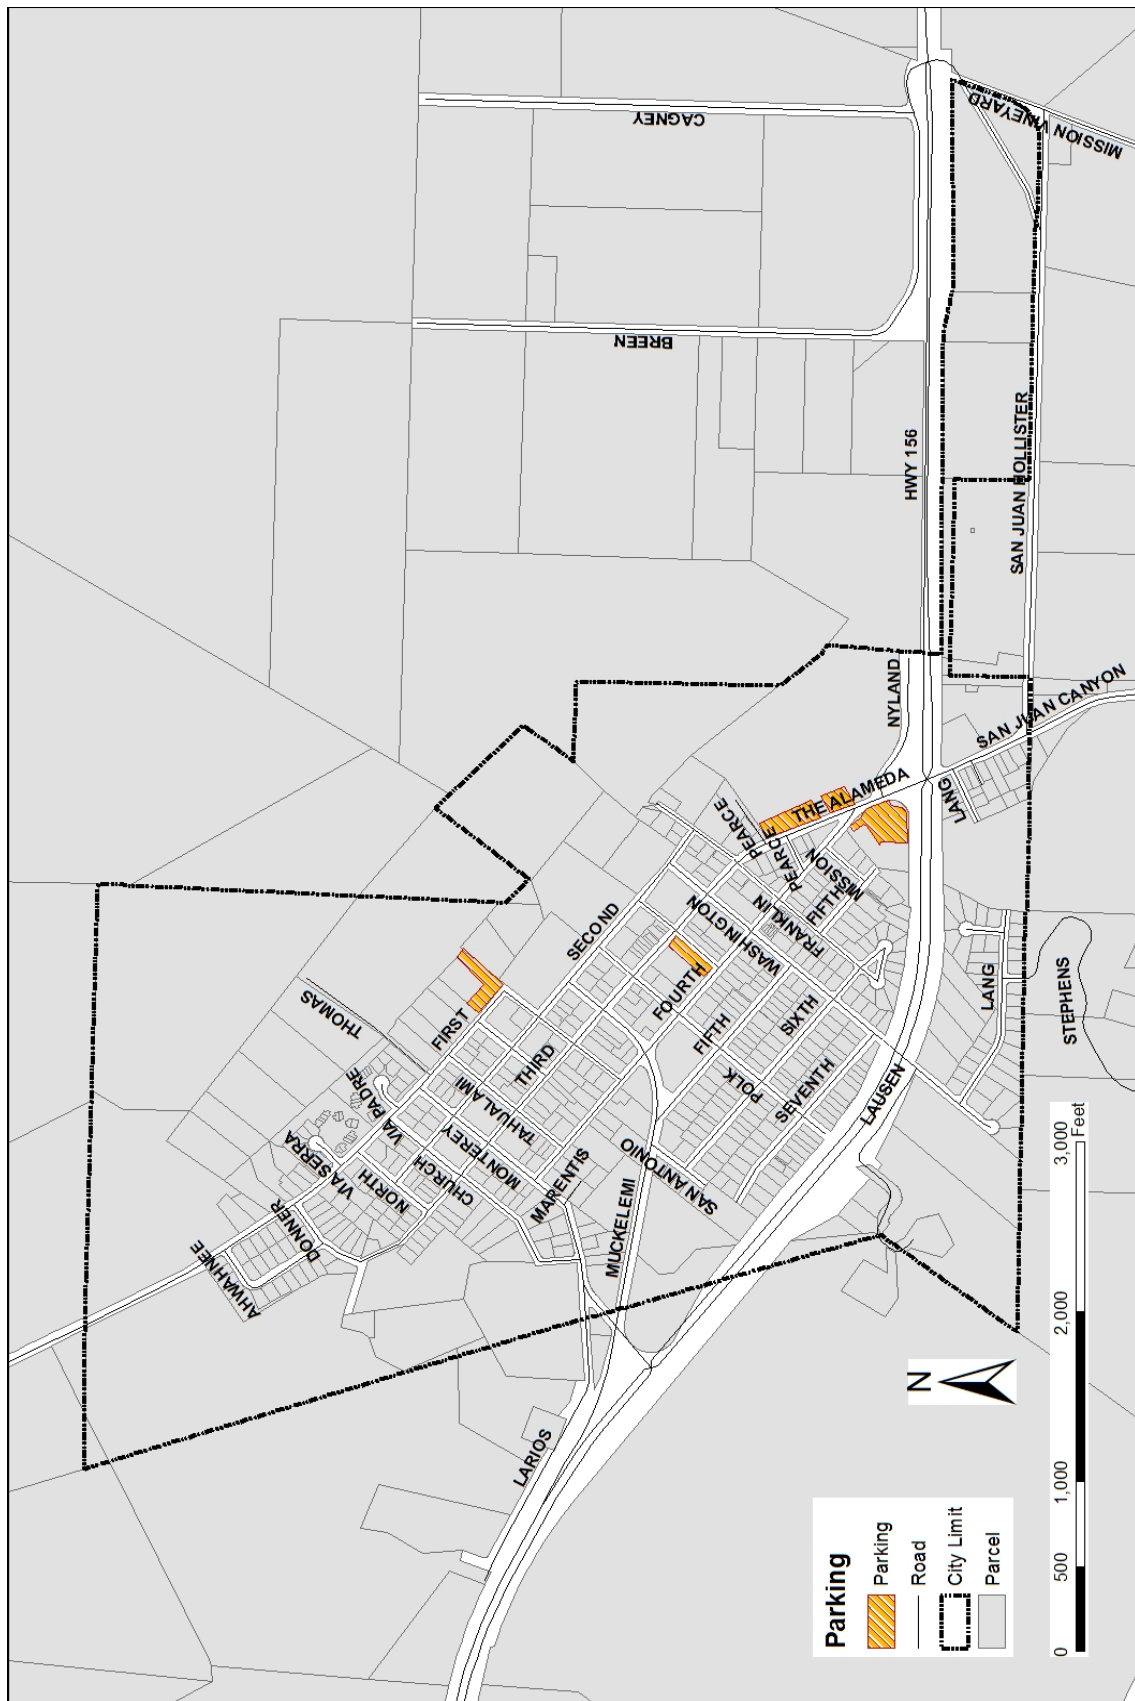 CAGNEY
MISSION VINEYARD
BREEN
HWY 156
SAN JUAN HOLLISTER
NYLAND
SAN JUAN CANYON
THE ALAMEDA
LANG
PEARCE
PEARCE
PEARCE
MISSION
FIFTH
FRANKLIN
WASHINGTON
WASHINGTON
SECOND
FOURTH
FIRST
THOMAS
THIRD
FIFTH
SIXTH
POLK
SEVENTH
LAUSEN
LANG
STEPHENS
VIA PADRE
TAHUALAMI
TAHUALAMI
VIA SERRA
MONTEREY
CHURCH
NORTH
MARENTIS
SAN ANTONIO
MUCKELEMI
DONNER
AHWAHNEE
LARIOS
N
Parking
Parking
Road
City Limit
Parcel
0 500 1,000 2,000 3,000
Feet